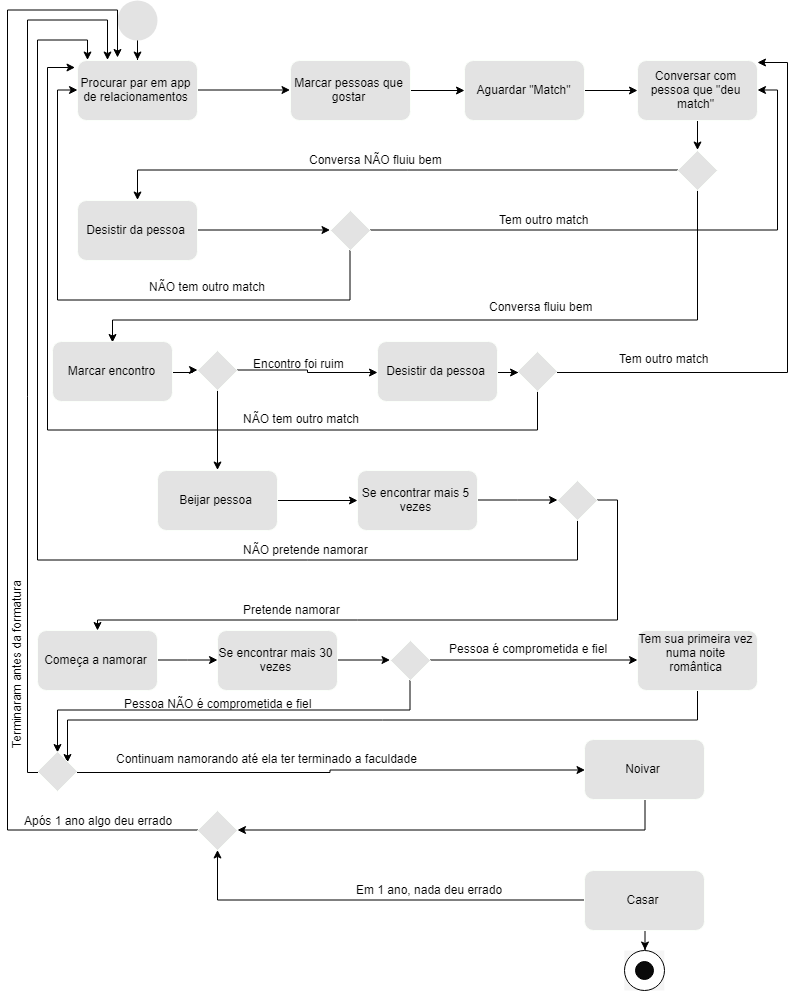 Procurar par em app
de relacionamentos
Marcar pessoas que
gostar
Aguardar "Match"
Conversar com
pessoa que "deu
match"
Conversa NÃO fluiu bem
Desistir da pessoa
Tem outro match
NÃO tem outro match
Conversa fluiu bem
Marcar encontro
Encontro foi ruim
Desistir da pessoa
Tem outro match
NÃO tem outro match
Beijar pessoa
Se encontrar mais 5
vezes
NÃO pretende namorar
Pretende namorar
Começa a namorar
Se encontrar mais 30
vezes
Pessoa é comprometida e fiel
Tem sua primeira vez
numa noite
romântica
Pessoa NÃO é comprometida e fiel
Terminaram antes da formatura
Continuam namorando até ela ter terminado a faculdade
Noivar
Após 1 ano algo deu errado
Em 1 ano, nada deu errado
Casar